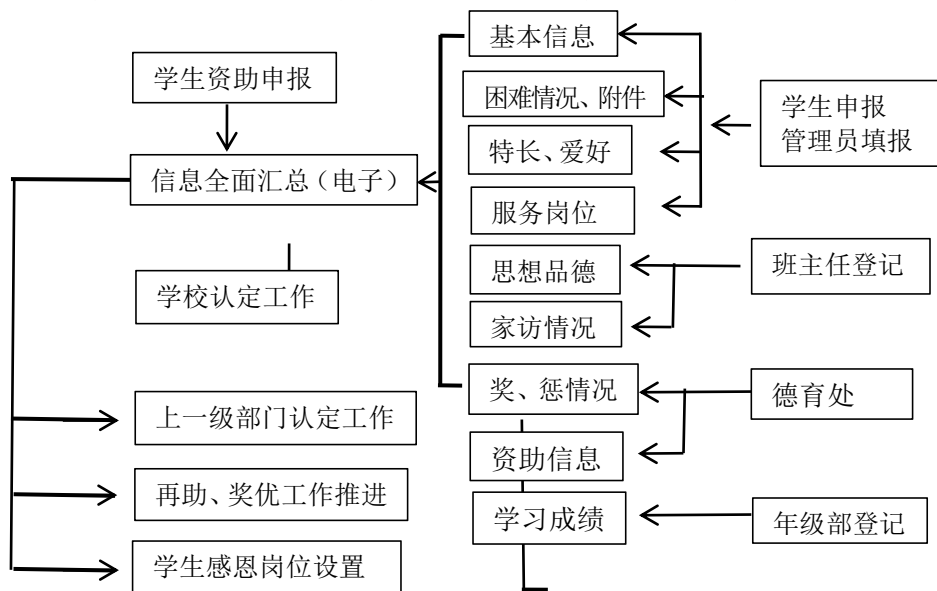 学生资助申报
信息全面汇总（电子）
学校认定工作
上一级部门认定工作
再助、奖优工作推进
学生感恩岗位设置
基本信息
困难情况、附件
特长、爱好
服务岗位
思想品德
家访情况
奖、惩情况
资助信息
学习成绩
学生申报
管理员填报
班主任登记
德育处
年级部登记